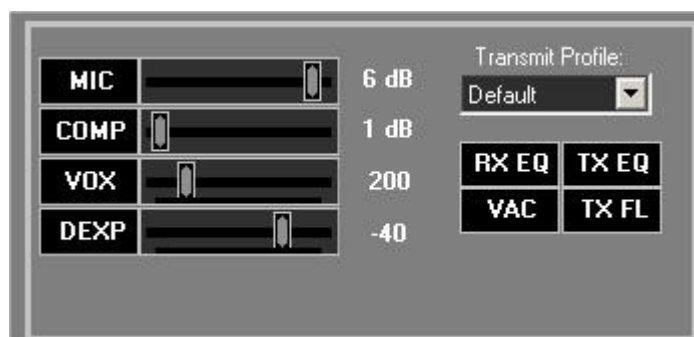 MIC 6 dB
COMP 1 dB
VOX 200
DEXP -40
Transmit Profile:
Default
RX EQ TX EQ
VAC TX FL